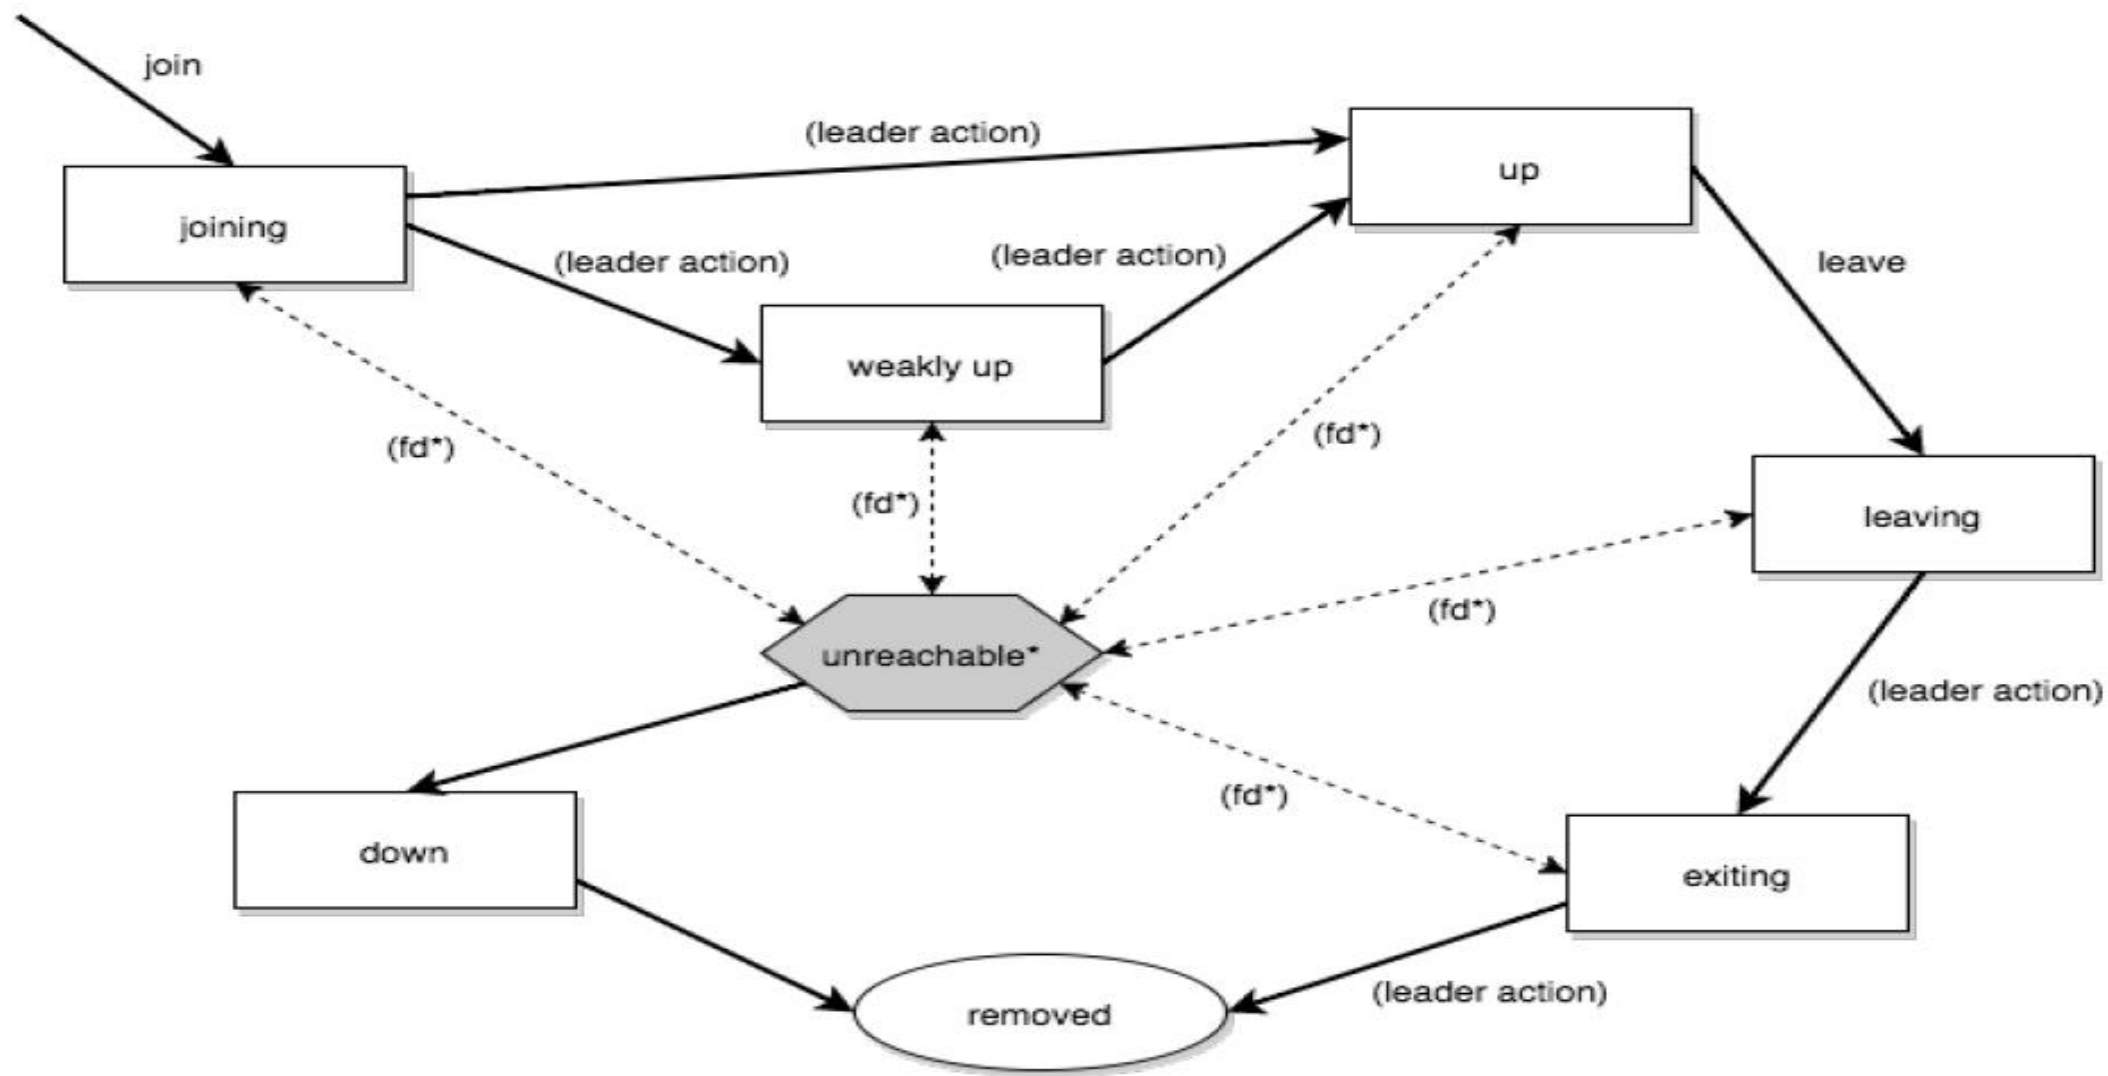 join
(leader action)
up
joining
(leader action)
(leader action)
leave
weakly up
(fd*)
(fd*)
(fd*)
leaving
(fd*)
unreachable*
(leader action)
(fd*)
down
exiting
(leader action)
removed